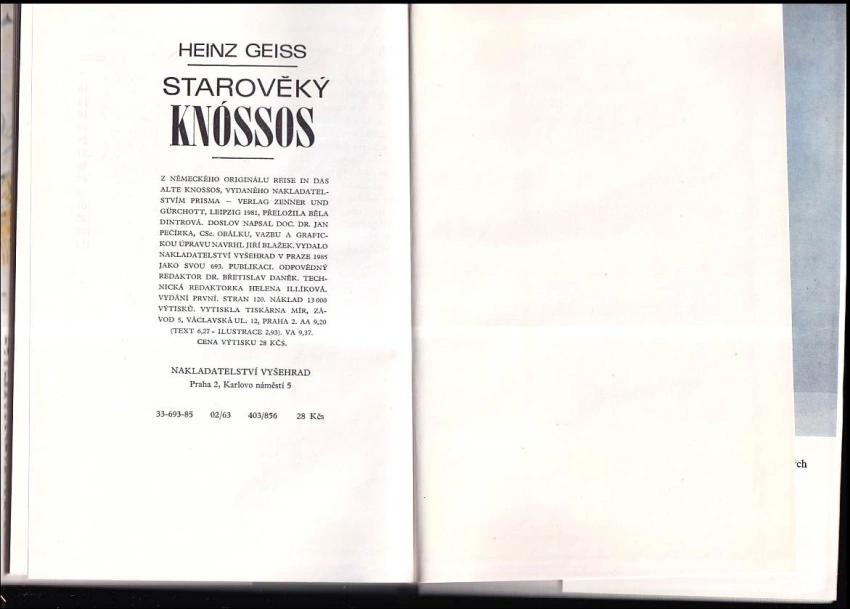 HEINZ GEISS
STAROVĚKÝ
KNÓSSOS
Z NĚMECKÉHO ORIGINÁLU REISE IN DAS
ALTE KNOSSOS, VYDANÉHO NAKLADATEL-
STVÍM PRISMA – VERLAG ZENNER UND
GÜRCHOTT, LEIPZIG 1981, PŘELOŽILA BĚLA
DINTROVÁ. DOSLOV NAPSAL DOC. DR. JAN
PEČÍRKA, CSc. OBÁLKU, VAZBU A GRAFIC-
KOU ÚPRAVU NAVRHL JIŘÍ BLAŽEK. VYDALO
NAKLADATELSTVÍ VYŠEHRAD V PRAZE 1985
JAKO SVOU 693. PUBLIKACI. ODPOVĚDNÝ
REDAKTOR DR. BŘETISLAV DANĚK. TECH-
NICKÁ REDAKTORKA HELENA ILLÍKOVÁ.
VYDÁNÍ PRVNÍ. STRAN 120. NÁKLAD 13 000
VÝTISKŮ. VYTISKLA TISKÁRNA MÍR, ZÁ-
VOD 5, VÁCLAVSKÁ UL. 12, PRAHA 2. AA 9,20
(TEXT 6,27 - ILUSTRACE 2,93). VA 9,37.
CENA VÝTISKU 28 KČS.
NAKLADATELSTVÍ VYŠEHRAD
Praha 2, Karlovo náměstí 5
33-693-85 02/63 403/856 28 Kčs
ých